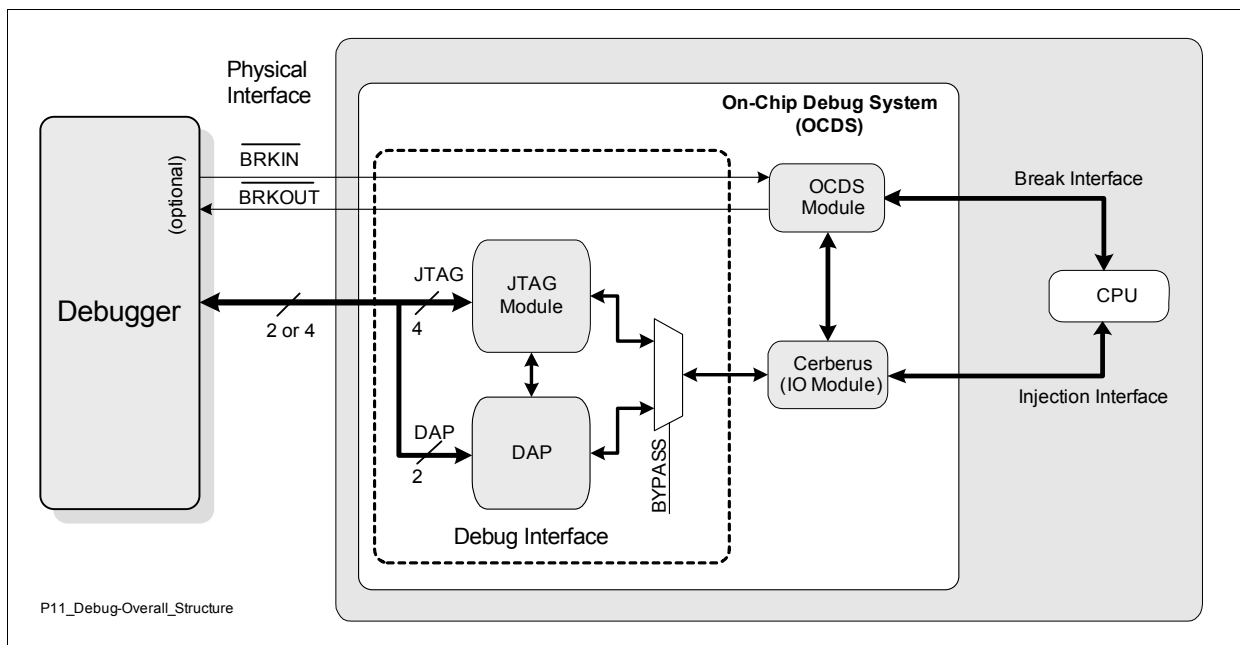 Physical
Interface
On-Chip Debug System
(OCDS)
BRKIN
BRKOUT
(optional)
OCDS
Module
Break Interface
Debugger
2 or 4
JTAG
4
JTAG
Module
CPU
Cerberus
(IO Module)
Injection Interface
DAP
2
DAP
BYPASS
Debug Interface
P11_Debug-Overall_Structure